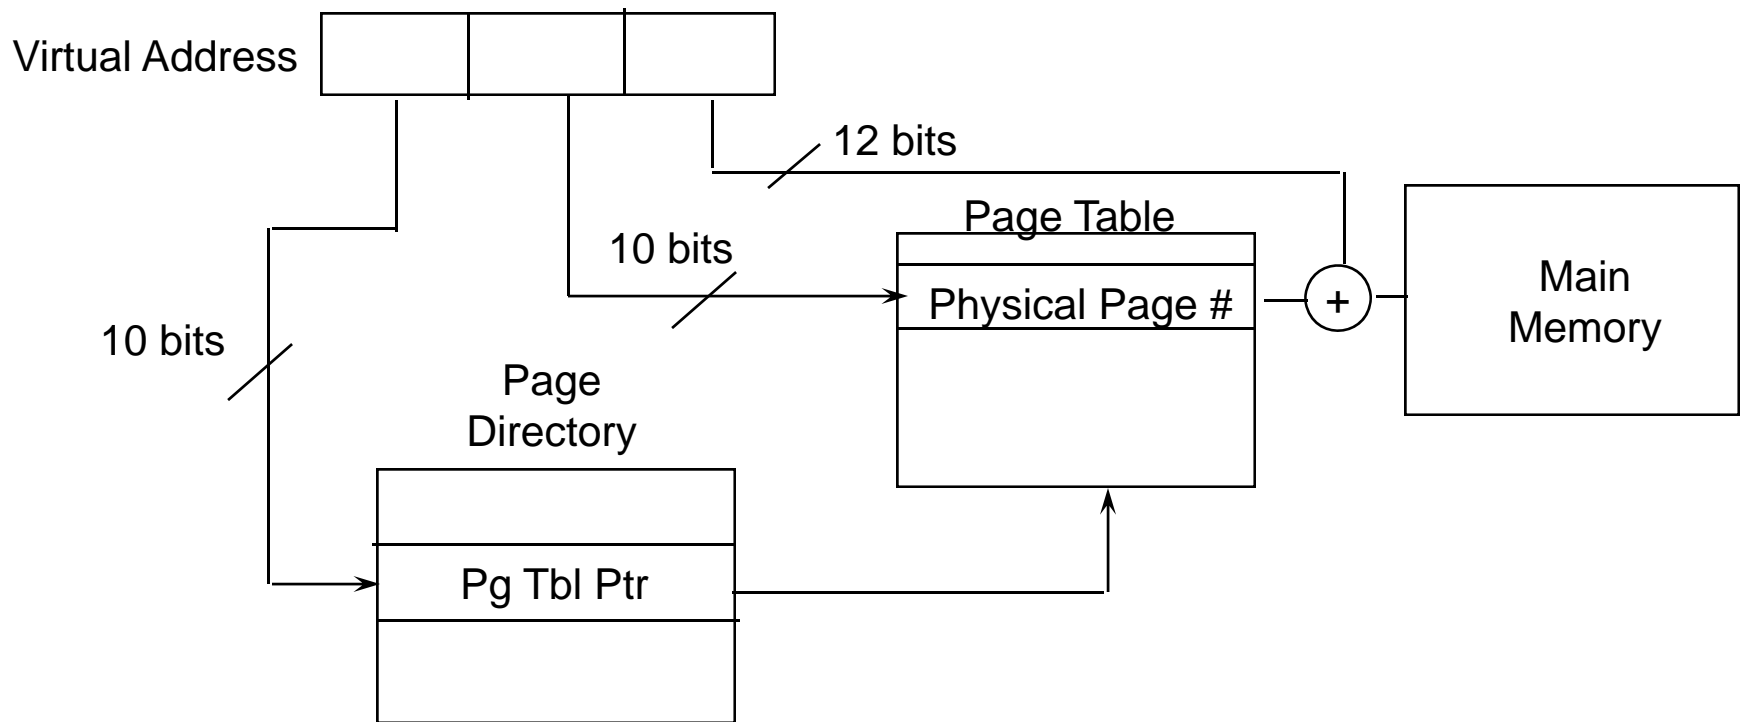 Virtual Address
12 bits
Page Table
10 bits
Physical Page #
+
Main
Memory
10 bits
Page
Directory
Pg Tbl Ptr